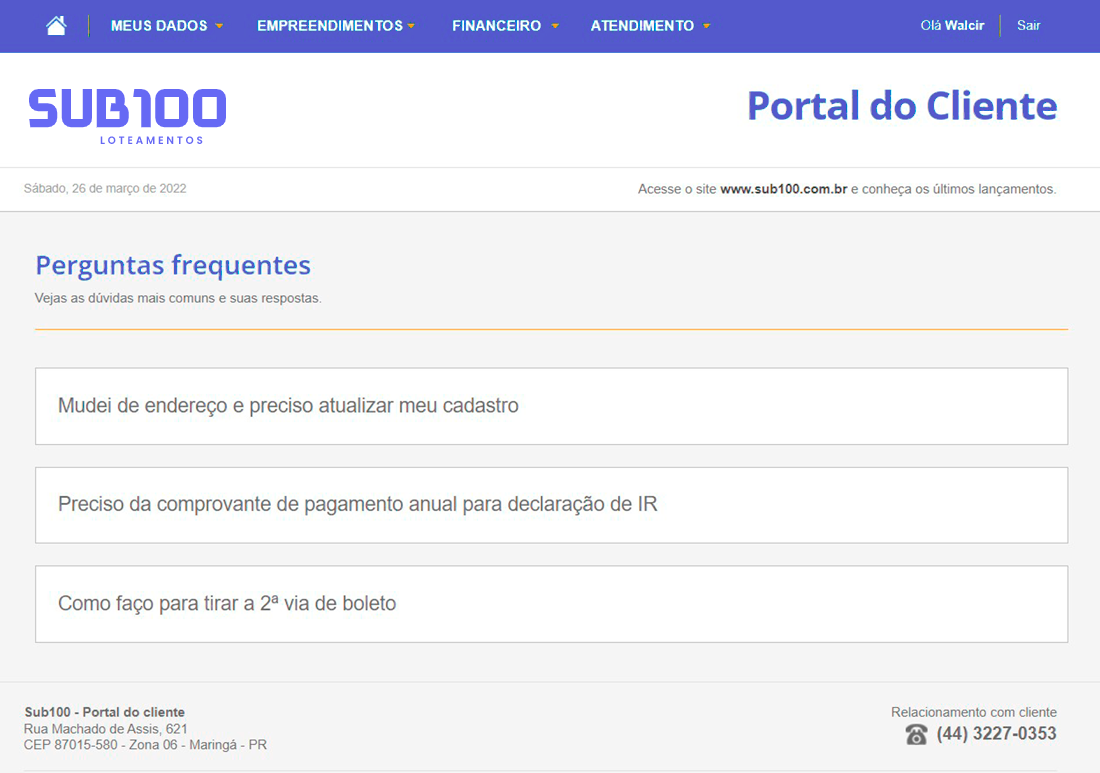 MEUS DADOS EMPREENDIMENTOS FINANCEIRO ATENDIMENTO Olá Walcir Sair
SUB100
LOTEAMENTOS
Portal do Cliente
Sábado, 26 de março de 2022 Acesse o site www.sub100.com.br e conheça os últimos lançamentos.
Perguntas frequentes
Vejas as dúvidas mais comuns e suas respostas.
Mudei de endereço e preciso atualizar meu cadastro
Preciso da comprovante de pagamento anual para declaração de IR
Como faço para tirar a 2ª via de boleto
Sub100 - Portal do cliente
Rua Machado de Assis, 621
CEP 87015-580 - Zona 06 - Maringá - PR
Relacionamento com cliente
(44) 3227-0353